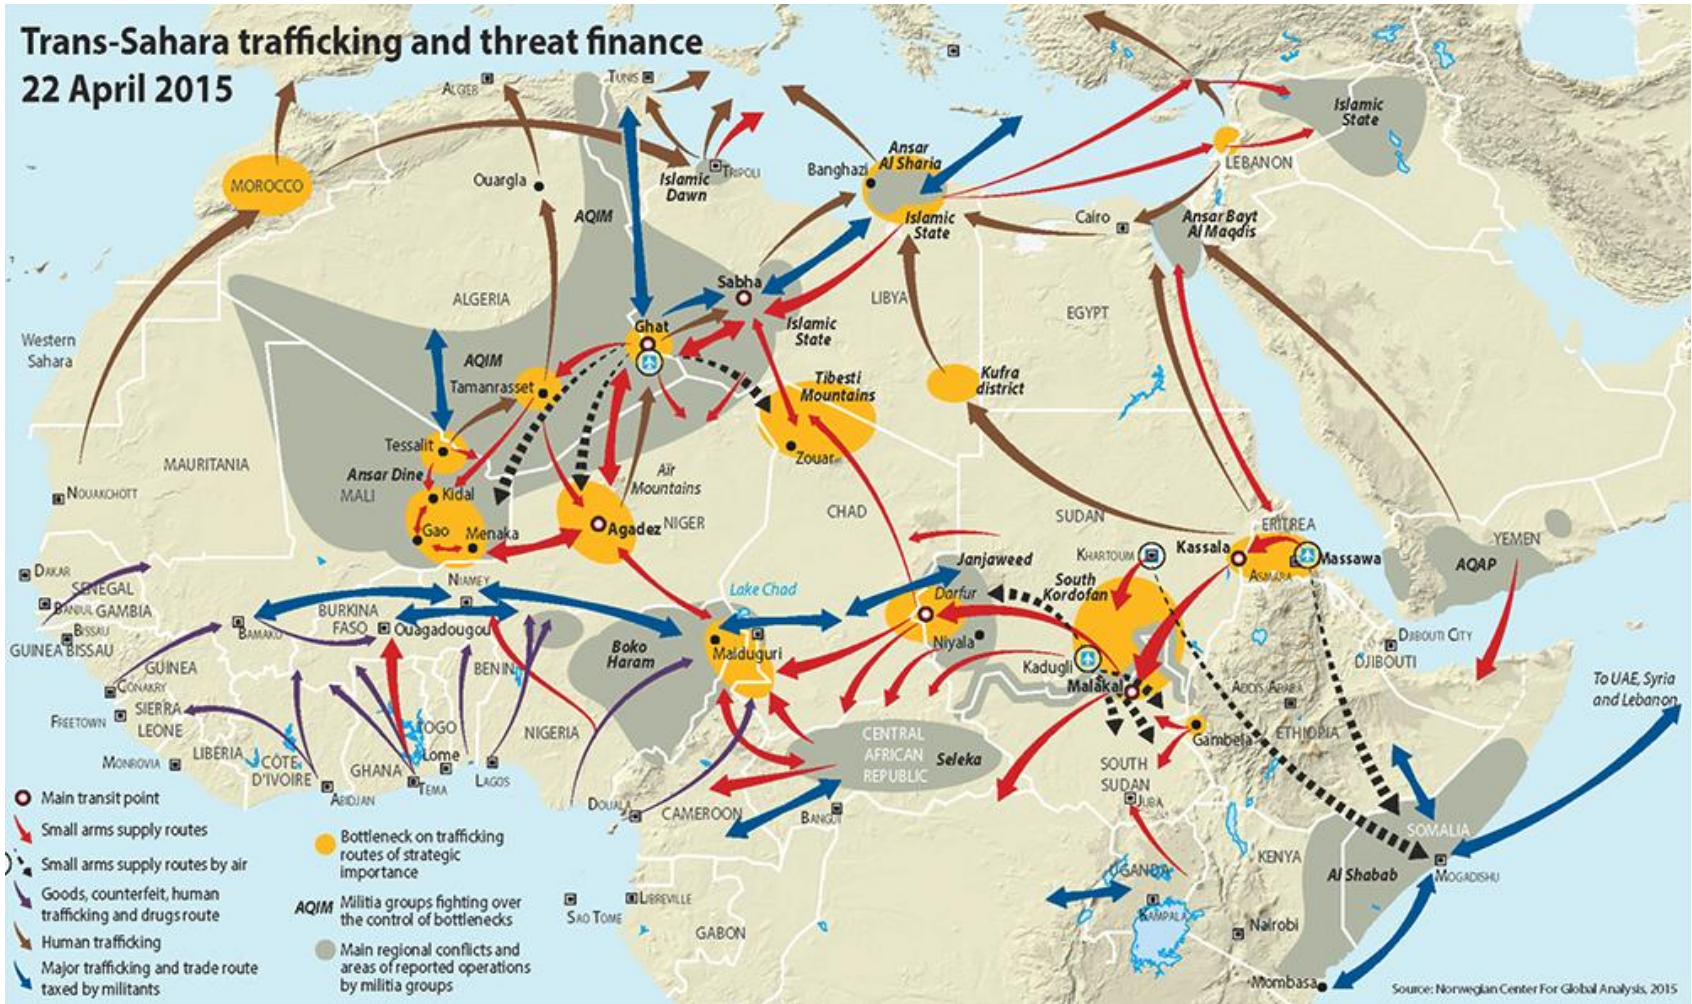 Trans-Sahara trafficking and threat finance
22 April 2015
TUNIS
ALGER
Islamic
State
Ansar
Al Sharia
LEBANON
Banghazi
TRIPOLI
Islamic
Dawn
Ouargla
MOROCCO
AQIM
Islamic
State
Cairo
Ansar Bayt
Al Maqdis
Sabha
ALGERIA
LIBYA
EGYPT
Islamic
State
Ghat
Western
Sahara
AQIM
Tamanrasset
Tibesti
Mountains
Kufra
district
Tessalit
Zouar
Ansar Dine
MAURITANIA
MALI
Kidal
Aïr
Mountains
NOUAKCHOTT
Gao
Menaka
Agadez
NIGER
CHAD
SUDAN
ERITREA
KHARTOUM
Kassala
Massawa
ASMARA
YEMEN
AQAP
Janjaweed
DAKAR
SENEGAL
BANJUL
GAMBIA
NIAMEY
Lake Chad
Darfur
South
Kordofan
BURKINA
FASO
Ouagadougou
BAMAKO
BISSAU
GUINEA BISSAU
Niyala
DJIBOUTI CITY
DJIBOUTI
GUINEA
BENIN
Boko
Haram
Maiduguri
Kadugli
Malakal
ADDIS ABABA
To UAE, Syria
and Lebanon
CONAKRY
SIERRA
LEONE
FREETOWN
TOGO
NIGERIA
CENTRAL
AFRICAN
REPUBLIC
Seleka
Gambela
ETHIOPIA
LIBERIA
MONROVIA
CÔTE
D'IVOIRE
GHANA
Lome
LAGOS
TEMA
ABIDJAN
SOUTH
SUDAN
JUBA
DOUALA
CAMEROON
BANGUI
SOMALIA
KENYA
UGANDA
Al Shabab
MOGADISHU
KAMPALA
SAO TOME
LIBREVILLE
GABON
Nairobi
Mombasa
Main transit point
Small arms supply routes
Small arms supply routes by air
Goods, counterfeit, human
trafficking and drugs route
Human trafficking
Major trafficking and trade route
taxed by militants
Bottleneck on trafficking
routes of strategic
importance
AQIM
Militia groups fighting over
the control of bottlenecks
Main regional conflicts and
areas of reported operations
by militia groups
Source: Norwegian Center For Global Analysis, 2015